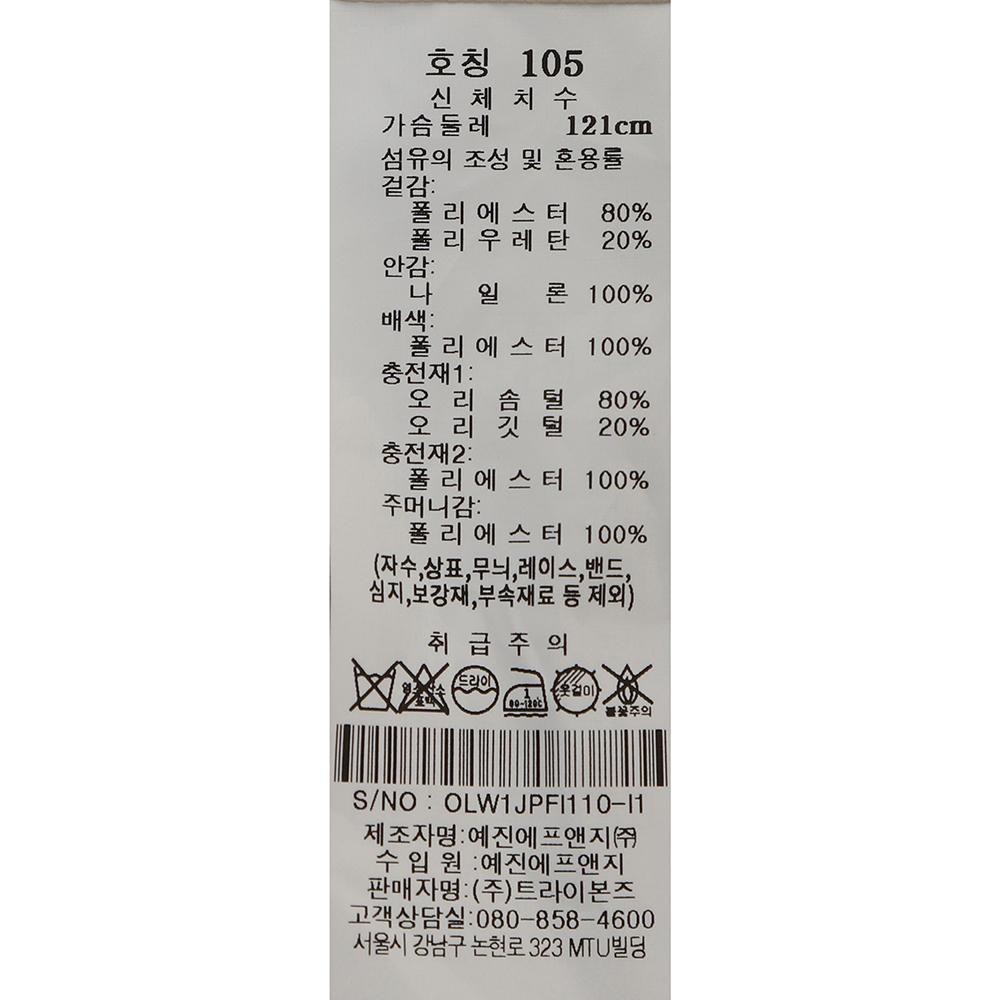 호칭 105
신체치수
가슴둘레 121cm
섬유의 조성 및 혼용률
겉감:
폴리에스터 80%
폴리우레탄 20%
안감:
나일론 100%
배색:
폴리에스터 100%
충전재1:
오리솜털 80%
오리깃털 20%
충전재2:
폴리에스터 100%
주머니감:
폴리에스터 100%
(자수,상표,무늬,레이스,밴드,
심지,보강재,부속재료 등 제외)
취급주의
드라이 1 80-120℃ 옷걸이 불꽃주의
S/NO : OLW1JPFI110-I1
제조자명:예진에프앤지㈜
수입원 :예진에프앤지
판매자명:(주)트라이본즈
고객상담실:080-858-4600
서울시 강남구 논현로 323 MTU빌딩